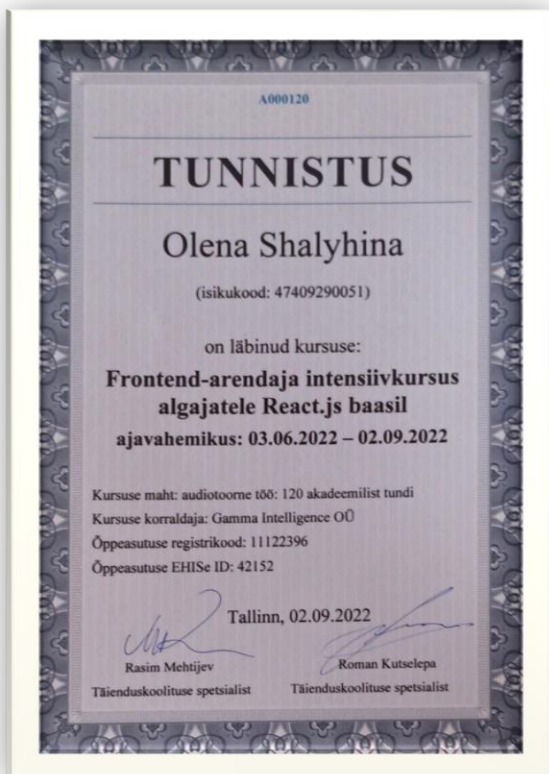 A000120
TUNNISTUS
Olena Shalyhina
(isikukood: 47409290051)
on läbinud kursuse:
Frontend-arendaja intensiivkursus
algajatele React.js baasil
ajavahemikus: 03.06.2022 – 02.09.2022
Kursuse maht: audiotoorne töö: 120 akadeemilist tundi
Kursuse korraldaja: Gamma Intelligence OÜ
Õppeasutuse registrikood: 11122396
Õppeasutuse EHISe ID: 42152
Tallinn, 02.09.2022
Rasim Mehtijev Roman Kutselepa
Täienduskoolituse spetsialist Täienduskoolituse spetsialist